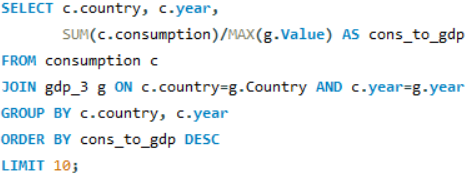 SELECT c.country, c.year,
SUM(c.consumption)/MAX(g.Value) AS cons_to_gdp
FROM consumption c
JOIN gdp_3 g ON c.country=g.Country AND c.year=g.year
GROUP BY c.country, c.year
ORDER BY cons_to_gdp DESC
LIMIT 10;